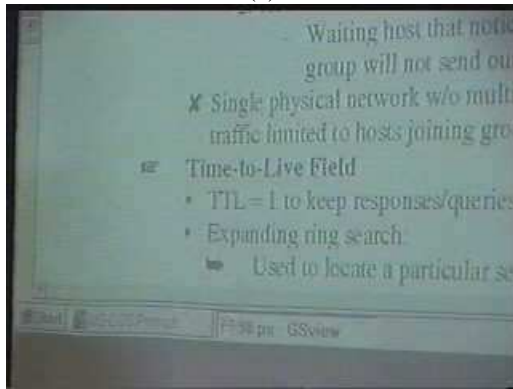 Waiting host that notic
group will not send ou
✗ Single physical network w/o multi
traffic limited to hosts joining gro
☞ Time-to-Live Field
• TTL = 1 to keep responses/queries
• Expanding ring search:
➥ Used to locate a particular se
Start
GSview